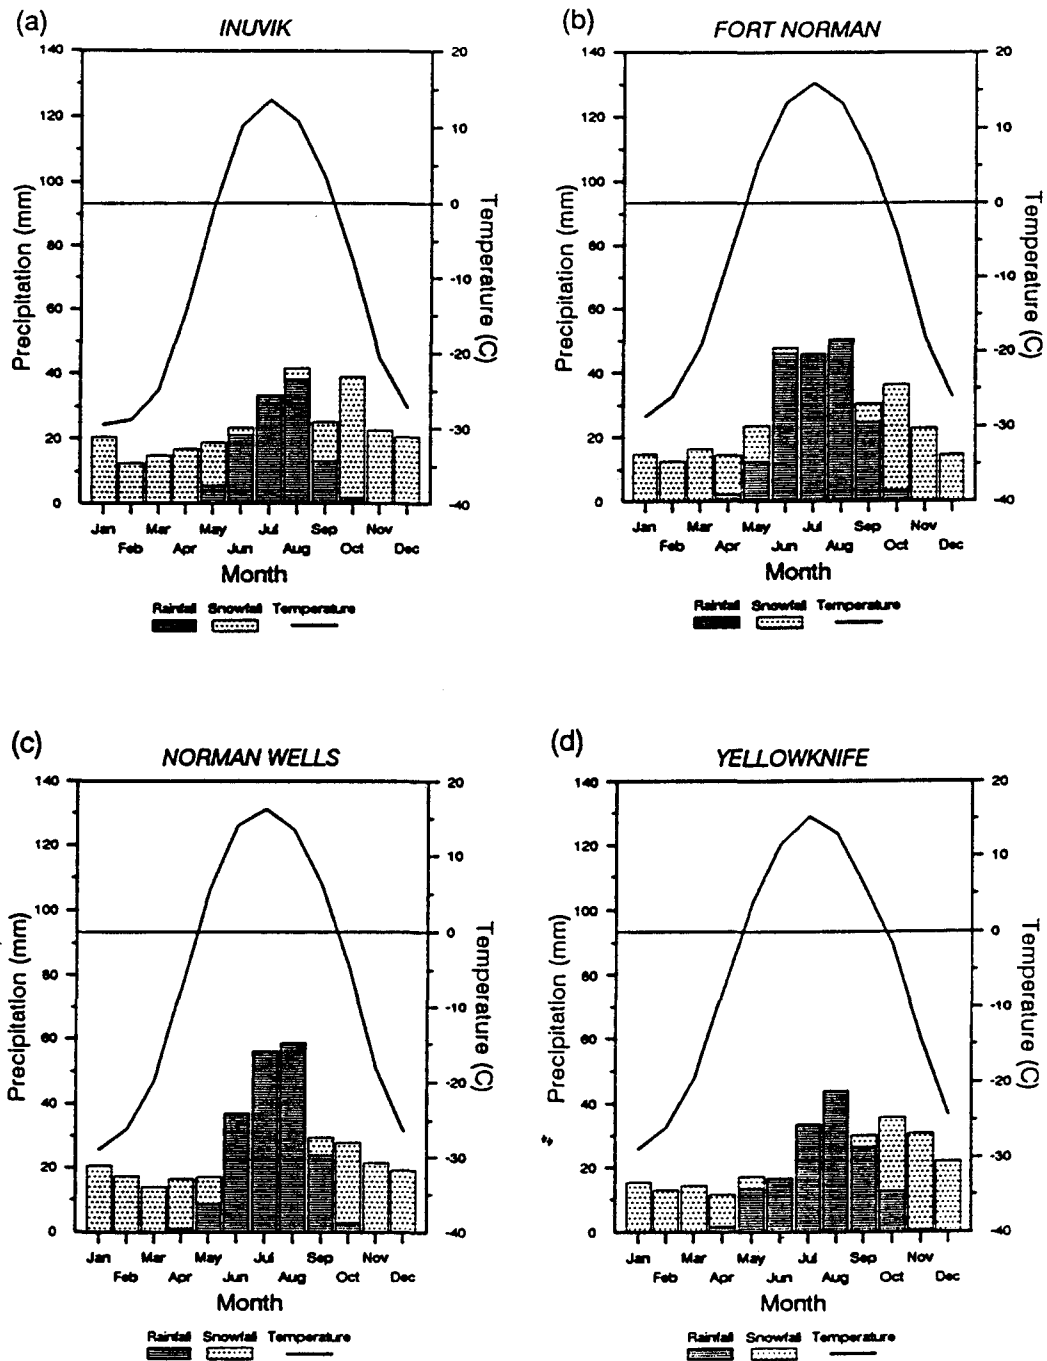 (a)
INUVIK
140
120
100
80
60
40
20
0
Precipitation (mm)
20
10
0
-10
-20
-30
-40
Temperature (C)
Jan Mar May Jul Sep Nov
Feb Apr Jun Aug Oct Dec
Month
Rainfall Snowfall Temperature
(b)
FORT NORMAN
140
120
100
80
60
40
20
0
Precipitation (mm)
20
10
0
-10
-20
-30
-40
Temperature (C)
Jan Mar May Jul Sep Nov
Feb Apr Jun Aug Oct Dec
Month
Rainfall Snowfall Temperature
(c)
NORMAN WELLS
140
120
100
80
60
40
20
0
Precipitation (mm)
20
10
0
-10
-20
-30
-40
Temperature (C)
Jan Mar May Jul Sep Nov
Feb Apr Jun Aug Oct Dec
Month
Rainfall Snowfall Temperature
(d)
YELLOWKNIFE
140
120
100
80
60
40
20
0
Precipitation (mm)
20
10
0
-10
-20
-30
-40
Temperature (C)
Jan Mar May Jul Sep Nov
Feb Apr Jun Aug Oct Dec
Month
Rainfall Snowfall Temperature